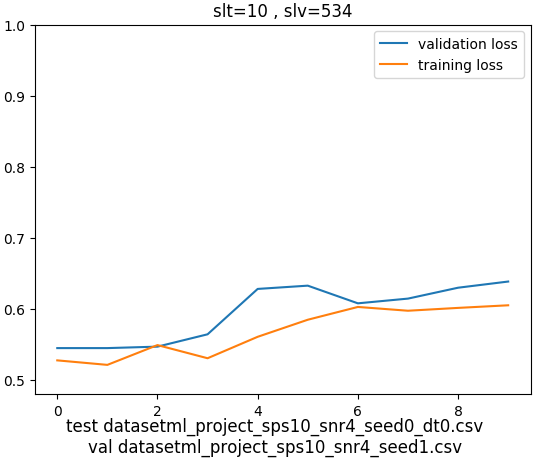 slt=10 , slv=534
1.0
validation loss
training loss
0.9
0.8
0.7
0.6
0.5
0 2 4 6 8
test datasetml_project_sps10_snr4_seed0_dt0.csv
val datasetml_project_sps10_snr4_seed1.csv